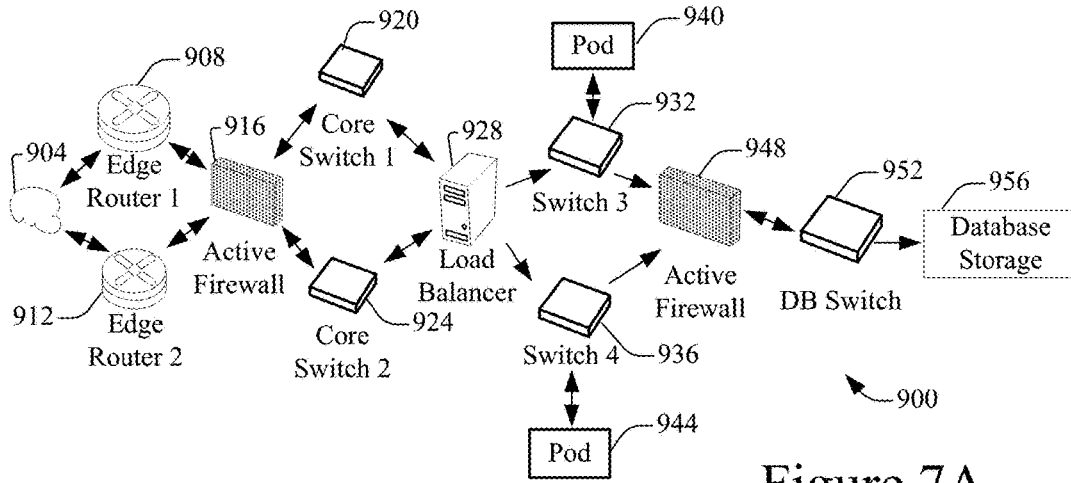 920
940
Pod
908
932
916
Core
Switch 1
928
948
904
Edge
Router 1
952
956
Switch 3
Database
Storage
Active
Firewall
Load
Balancer
Active
Firewall
DB Switch
912
Edge
Router 2
924
Core
Switch 2
Switch 4
936
900
Pod
944
Figure 7A